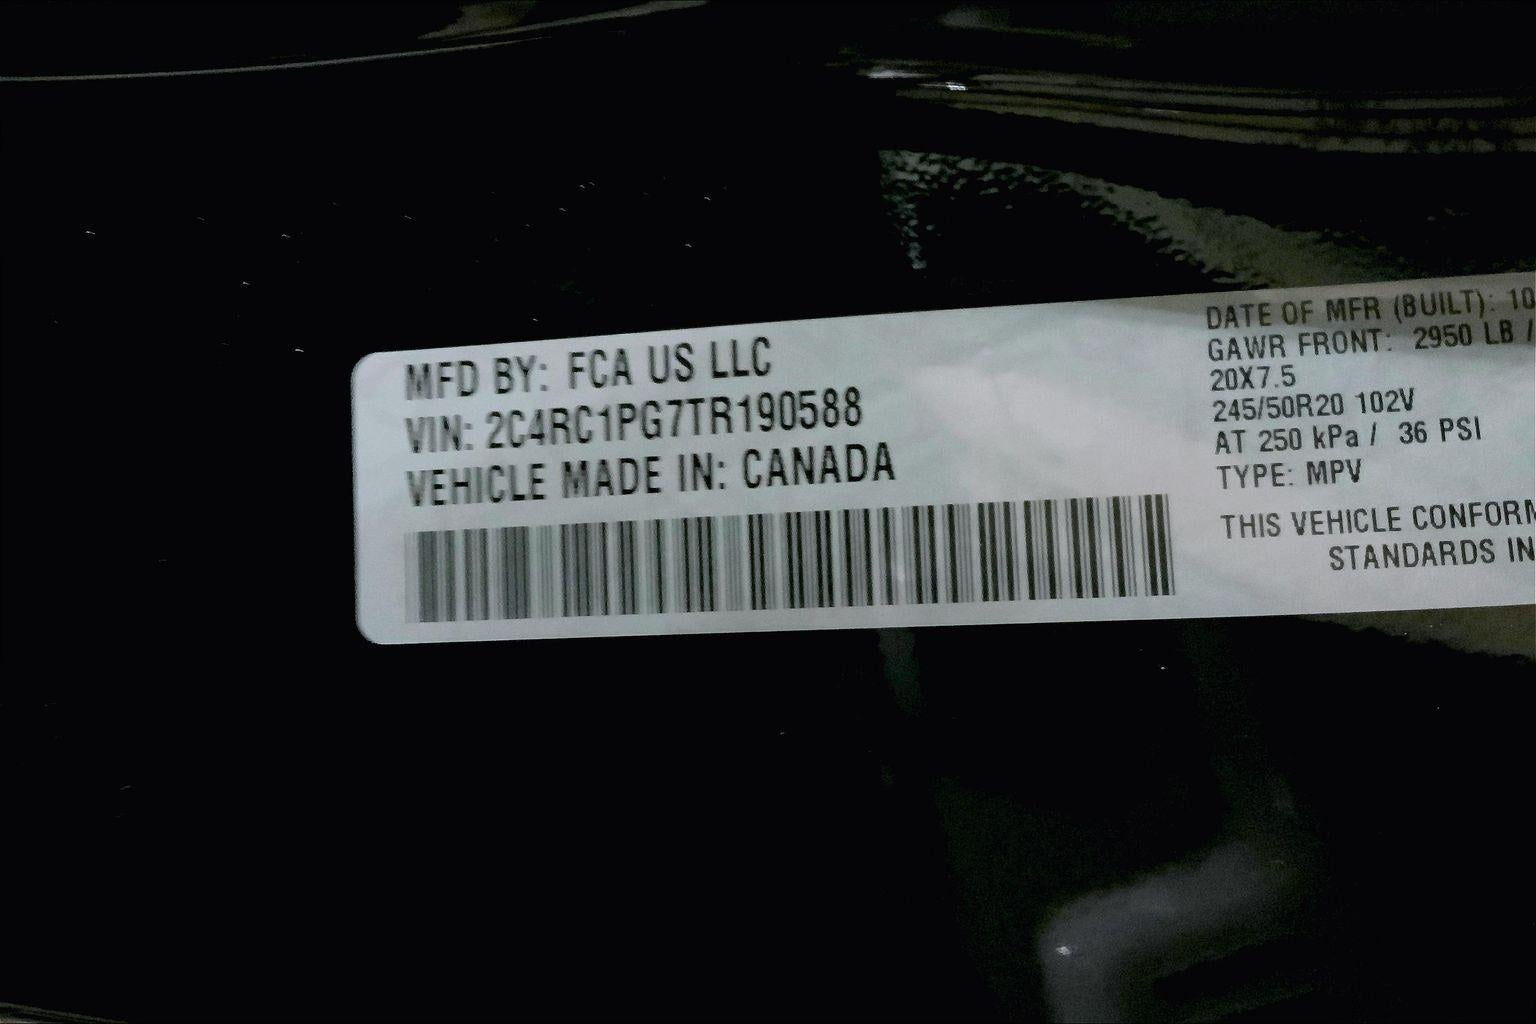 MFD BY: FCA US LLC
VIN: 2C4RC1PG7TR190588
VEHICLE MADE IN: CANADA
DATE OF MFR (BUILT): 10
GAWR FRONT: 2950 LB /
20X7.5
245/50R20 102V
AT 250 kPa / 36 PSI
TYPE: MPV
THIS VEHICLE CONFORM
STANDARDS IN